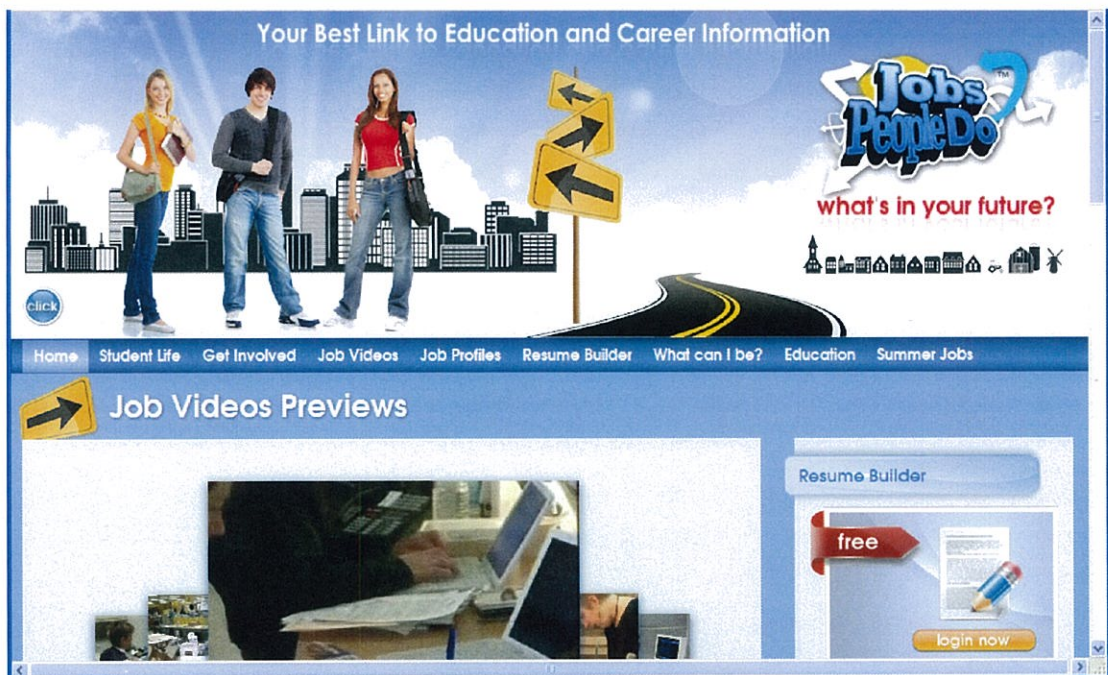 Your Best Link to Education and Career Information
Jobs
People Do
TM
what's in your future?
click
Home Student Life Get Involved Job Videos Job Profiles Resume Builder What can I be? Education Summer Jobs
Job Videos Previews
Resume Builder
free
login now